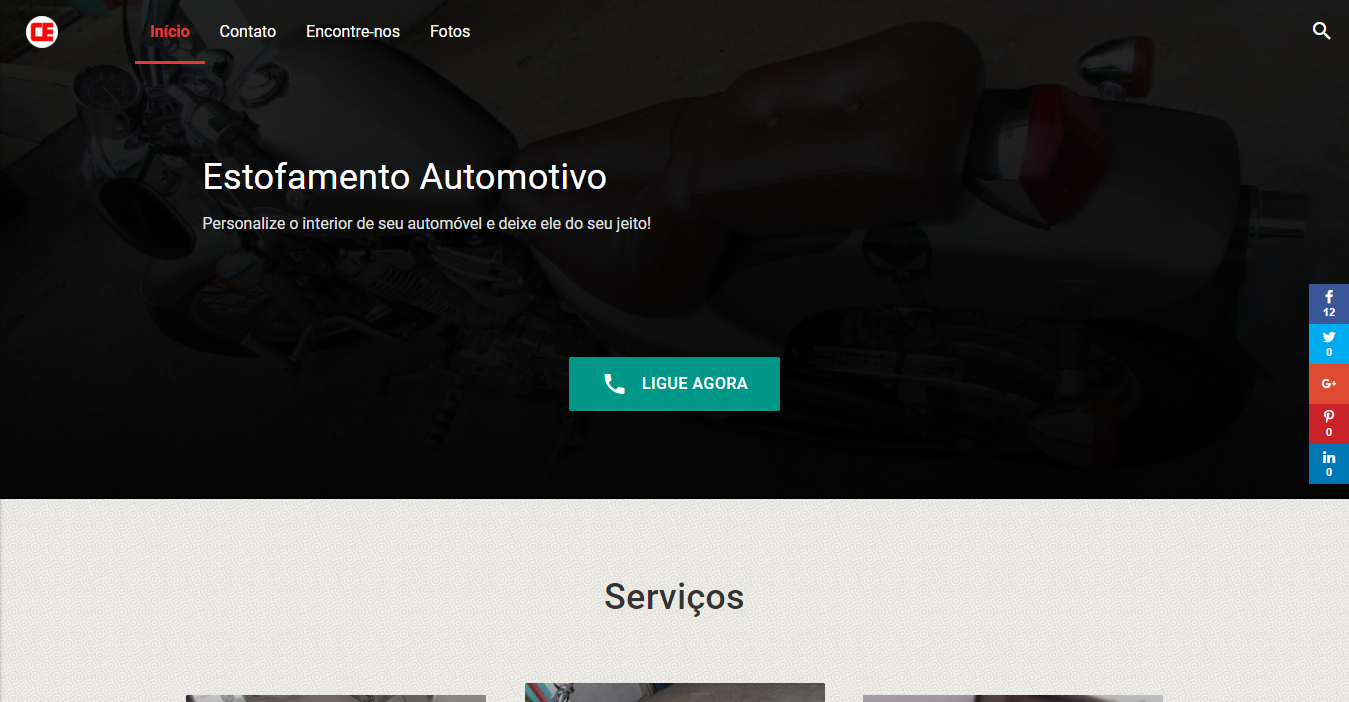 CE
Início Contato Encontre-nos Fotos
Estofamento Automotivo
Personalize o interior de seu automóvel e deixe ele do seu jeito!
LIGUE AGORA
f
12
0
G+
0
in
0
Serviços